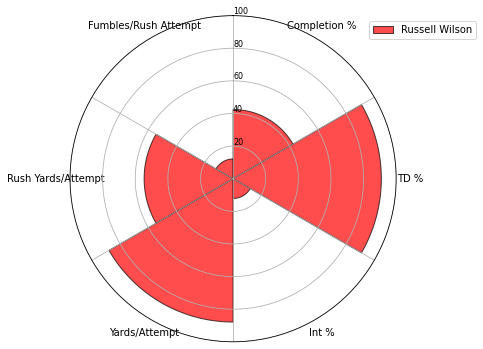 100
Fumbles/Rush Attempt
Completion %
Russell Wilson
80
60
40
20
Rush Yards/Attempt
TD %
Yards/Attempt
Int %